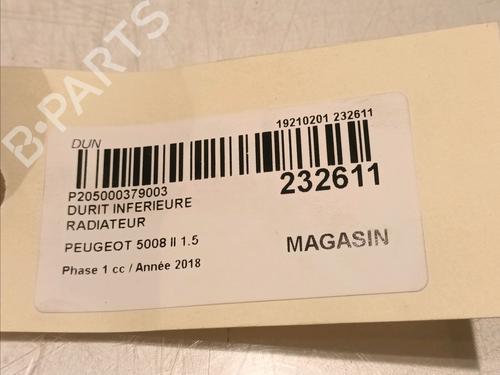 B-PARTS
DUN
19210201 232611
P205000379003
232611
DURIT INFERIEURE
RADIATEUR
PEUGEOT 5008 II 1.5
MAGASIN
Phase 1 cc / Année 2018